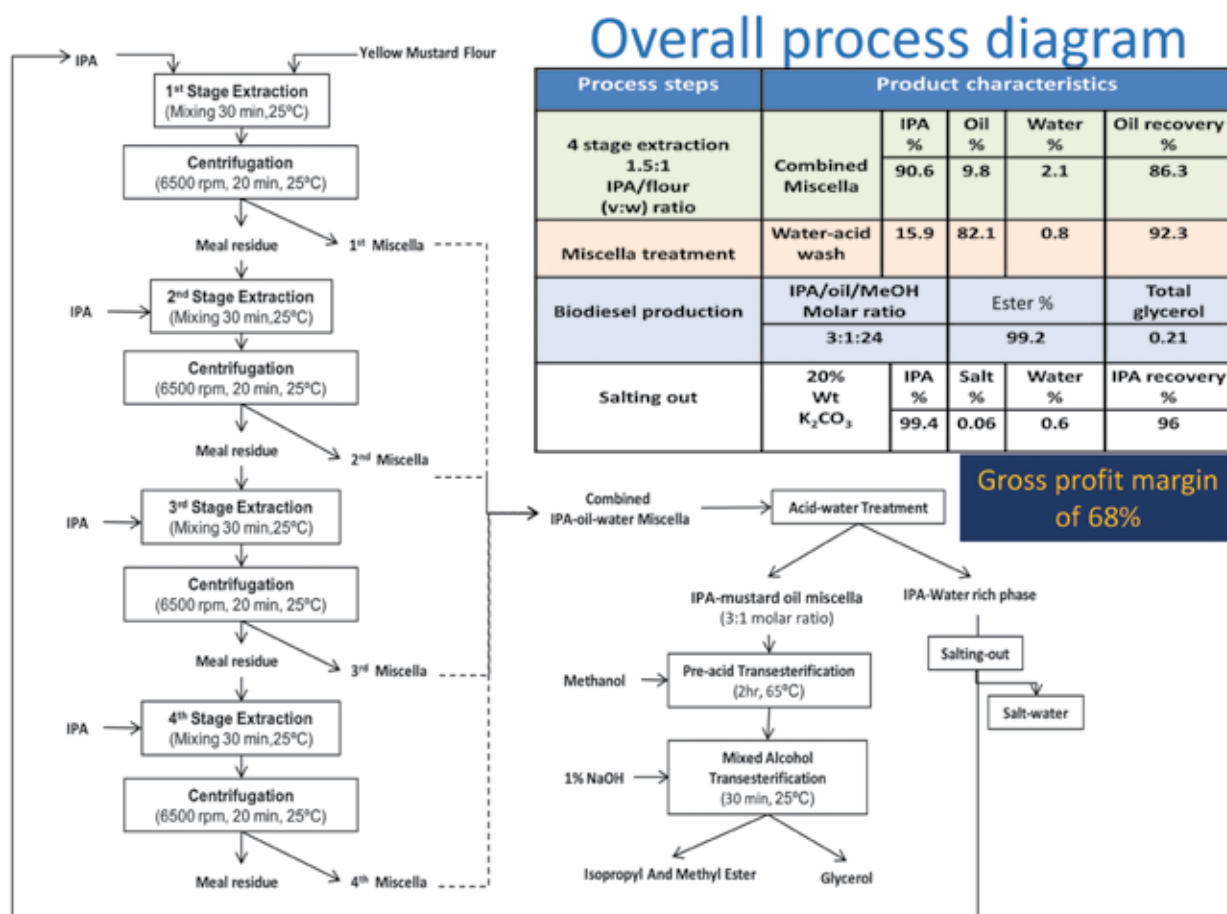 Overall process diagram
IPA
Yellow Mustard Flour
1st Stage Extraction
(Mixing 30 min,25ºC)
Centrifugation
(6500 rpm, 20 min, 25ºC)
Meal residue
1st Miscella
IPA
2nd Stage Extraction
(Mixing 30 min,25ºC)
Centrifugation
(6500 rpm, 20 min, 25ºC)
Meal residue
2nd Miscella
IPA
3rd Stage Extraction
(Mixing 30 min,25ºC)
Centrifugation
(6500 rpm, 20 min, 25ºC)
Meal residue
3rd Miscella
IPA
4th Stage Extraction
(Mixing 30 min,25ºC)
Centrifugation
(6500 rpm, 20 min, 25ºC)
Meal residue
4th Miscella
Process steps
Product characteristics
4 stage extraction
1.5:1
IPA/flour
(v:w) ratio
Combined
Miscella
IPA
%
Oil
%
Water
%
Oil recovery
%
90.6
9.8
2.1
86.3
Miscella treatment
Water-acid
wash
15.9
82.1
0.8
92.3
Biodiesel production
IPA/oil/MeOH
Molar ratio
Ester %
Total
glycerol
3:1:24
99.2
0.21
Salting out
20%
Wt
K2CO3
IPA
%
Salt
%
Water
%
IPA recovery
%
99.4
0.06
0.6
96
Gross profit margin
of 68%
Combined
IPA-oil-water Miscella
Acid-water Treatment
IPA-mustard oil miscella
(3:1 molar ratio)
IPA-Water rich phase
Salting-out
Salt-water
Methanol
Pre-acid Transesterification
(2hr, 65ºC)
1% NaOH
Mixed Alcohol
Transesterification
(30 min, 25ºC)
Isopropyl And Methyl Ester
Glycerol